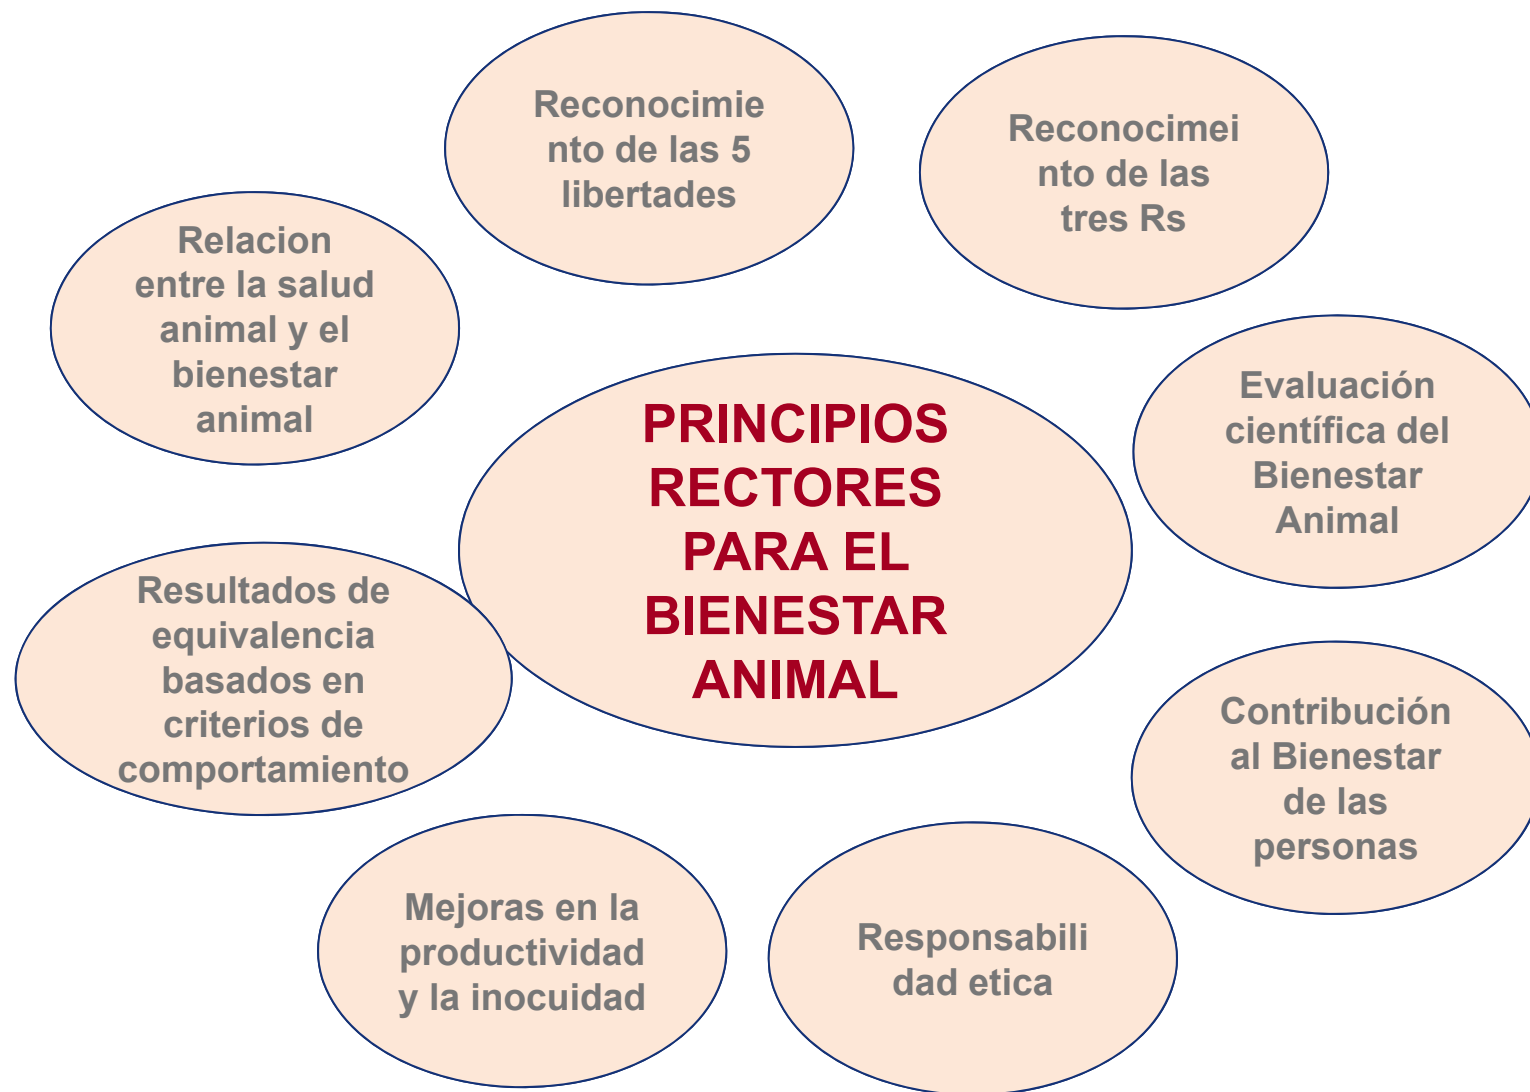 Reconocimie
nto de las 5
libertades
Reconocimei
nto de las
tres Rs
Relacion
entre la salud
animal y el
bienestar
animal
Evaluación
científica del
Bienestar
Animal
PRINCIPIOS
RECTORES
PARA EL
BIENESTAR
ANIMAL
Resultados de
equivalencia
basados en
criterios de
comportamiento
Contribución
al Bienestar
de las
personas
Mejoras en la
productividad
y la inocuidad
Responsabili
dad etica